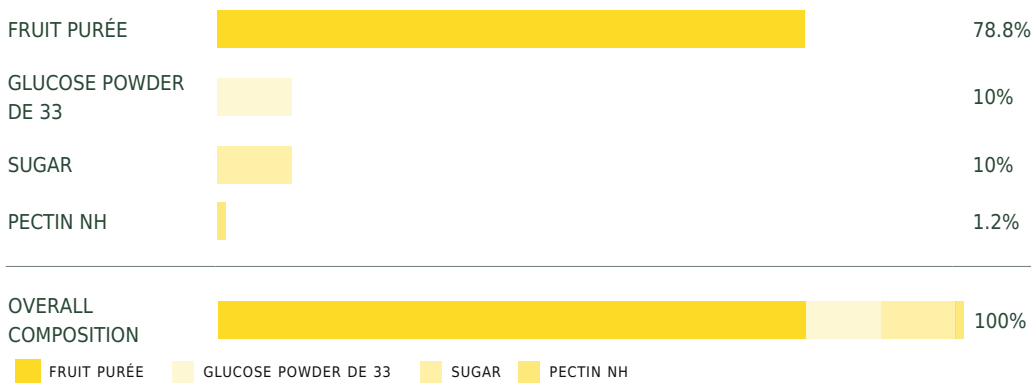 FRUIT PURÉE 78.8%
GLUCOSE POWDER
DE 33
10%
SUGAR 10%
PECTIN NH 1.2%
OVERALL
COMPOSITION
100%
FRUIT PURÉE GLUCOSE POWDER DE 33 SUGAR PECTIN NH